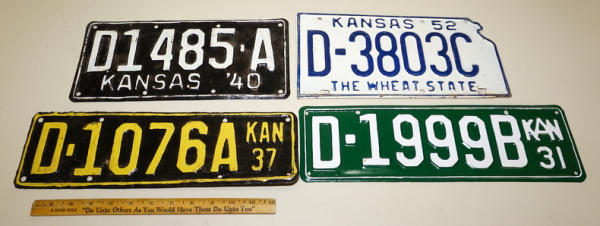 D1485·A
KANSAS '40
KANSAS 52
D-3803C
THE WHEAT STATE
D·1076A KAN 37
D·1999B KAN 31
"Do Unto Others As You Would Have Them Do Unto You"